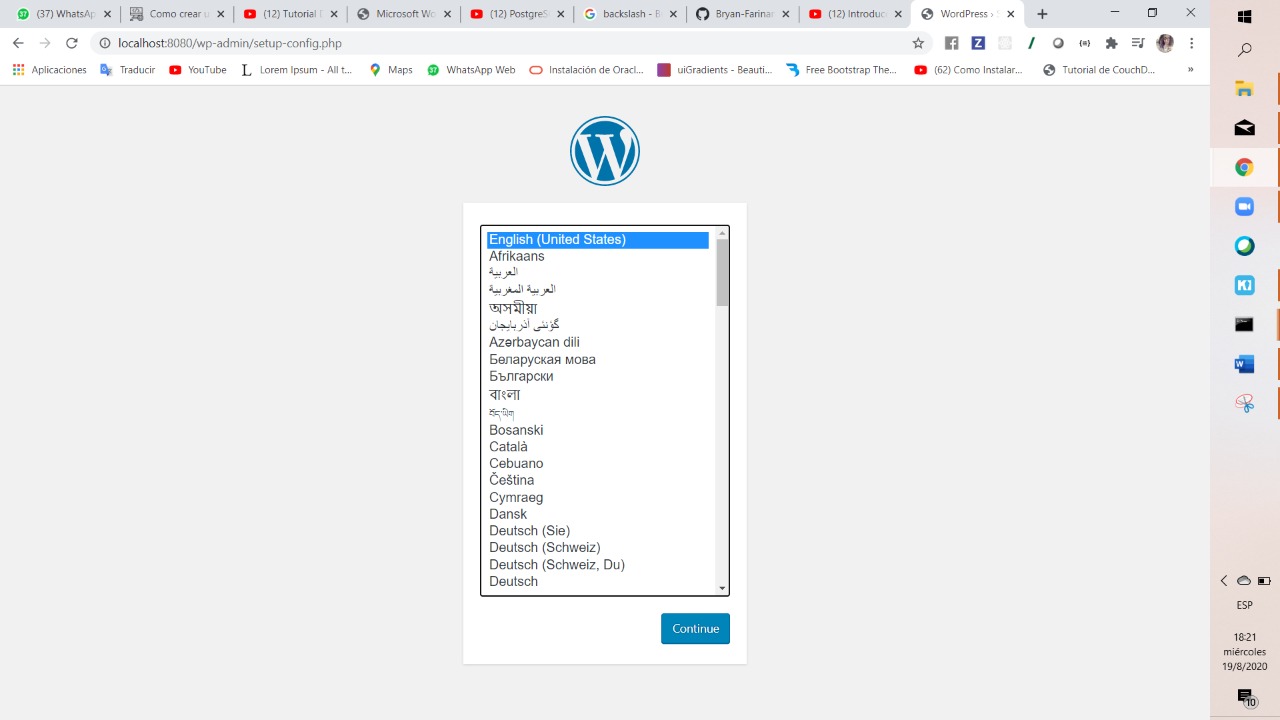 (37) WhatsAp
Como crear u
(12) Tutorial D
Microsoft Wo
(12) PostgreS
backslash - B
Bryan-Farinar
(12) Introduc
WordPress › S
localhost:8080/wp-admin/setup-config.php
Aplicaciones
Traducir
YouTube
Lorem Ipsum - All t...
Maps
WhatsApp Web
Instalación de Oracl...
uiGradients - Beauti...
Free Bootstrap The...
(62) Como Instalar...
Tutorial de CouchD...
»
English (United States)
Afrikaans
العربية
العربية المغربية
অসমীয়া
گؤنئی آذربایجان
Azərbaycan dili
Беларуская мова
Български
বাংলা
བོད་ཡིག
Bosanski
Català
Cebuano
Čeština
Cymraeg
Dansk
Deutsch (Sie)
Deutsch (Schweiz)
Deutsch (Schweiz, Du)
Deutsch
Continue
ESP
18:21
miércoles
19/8/2020
10